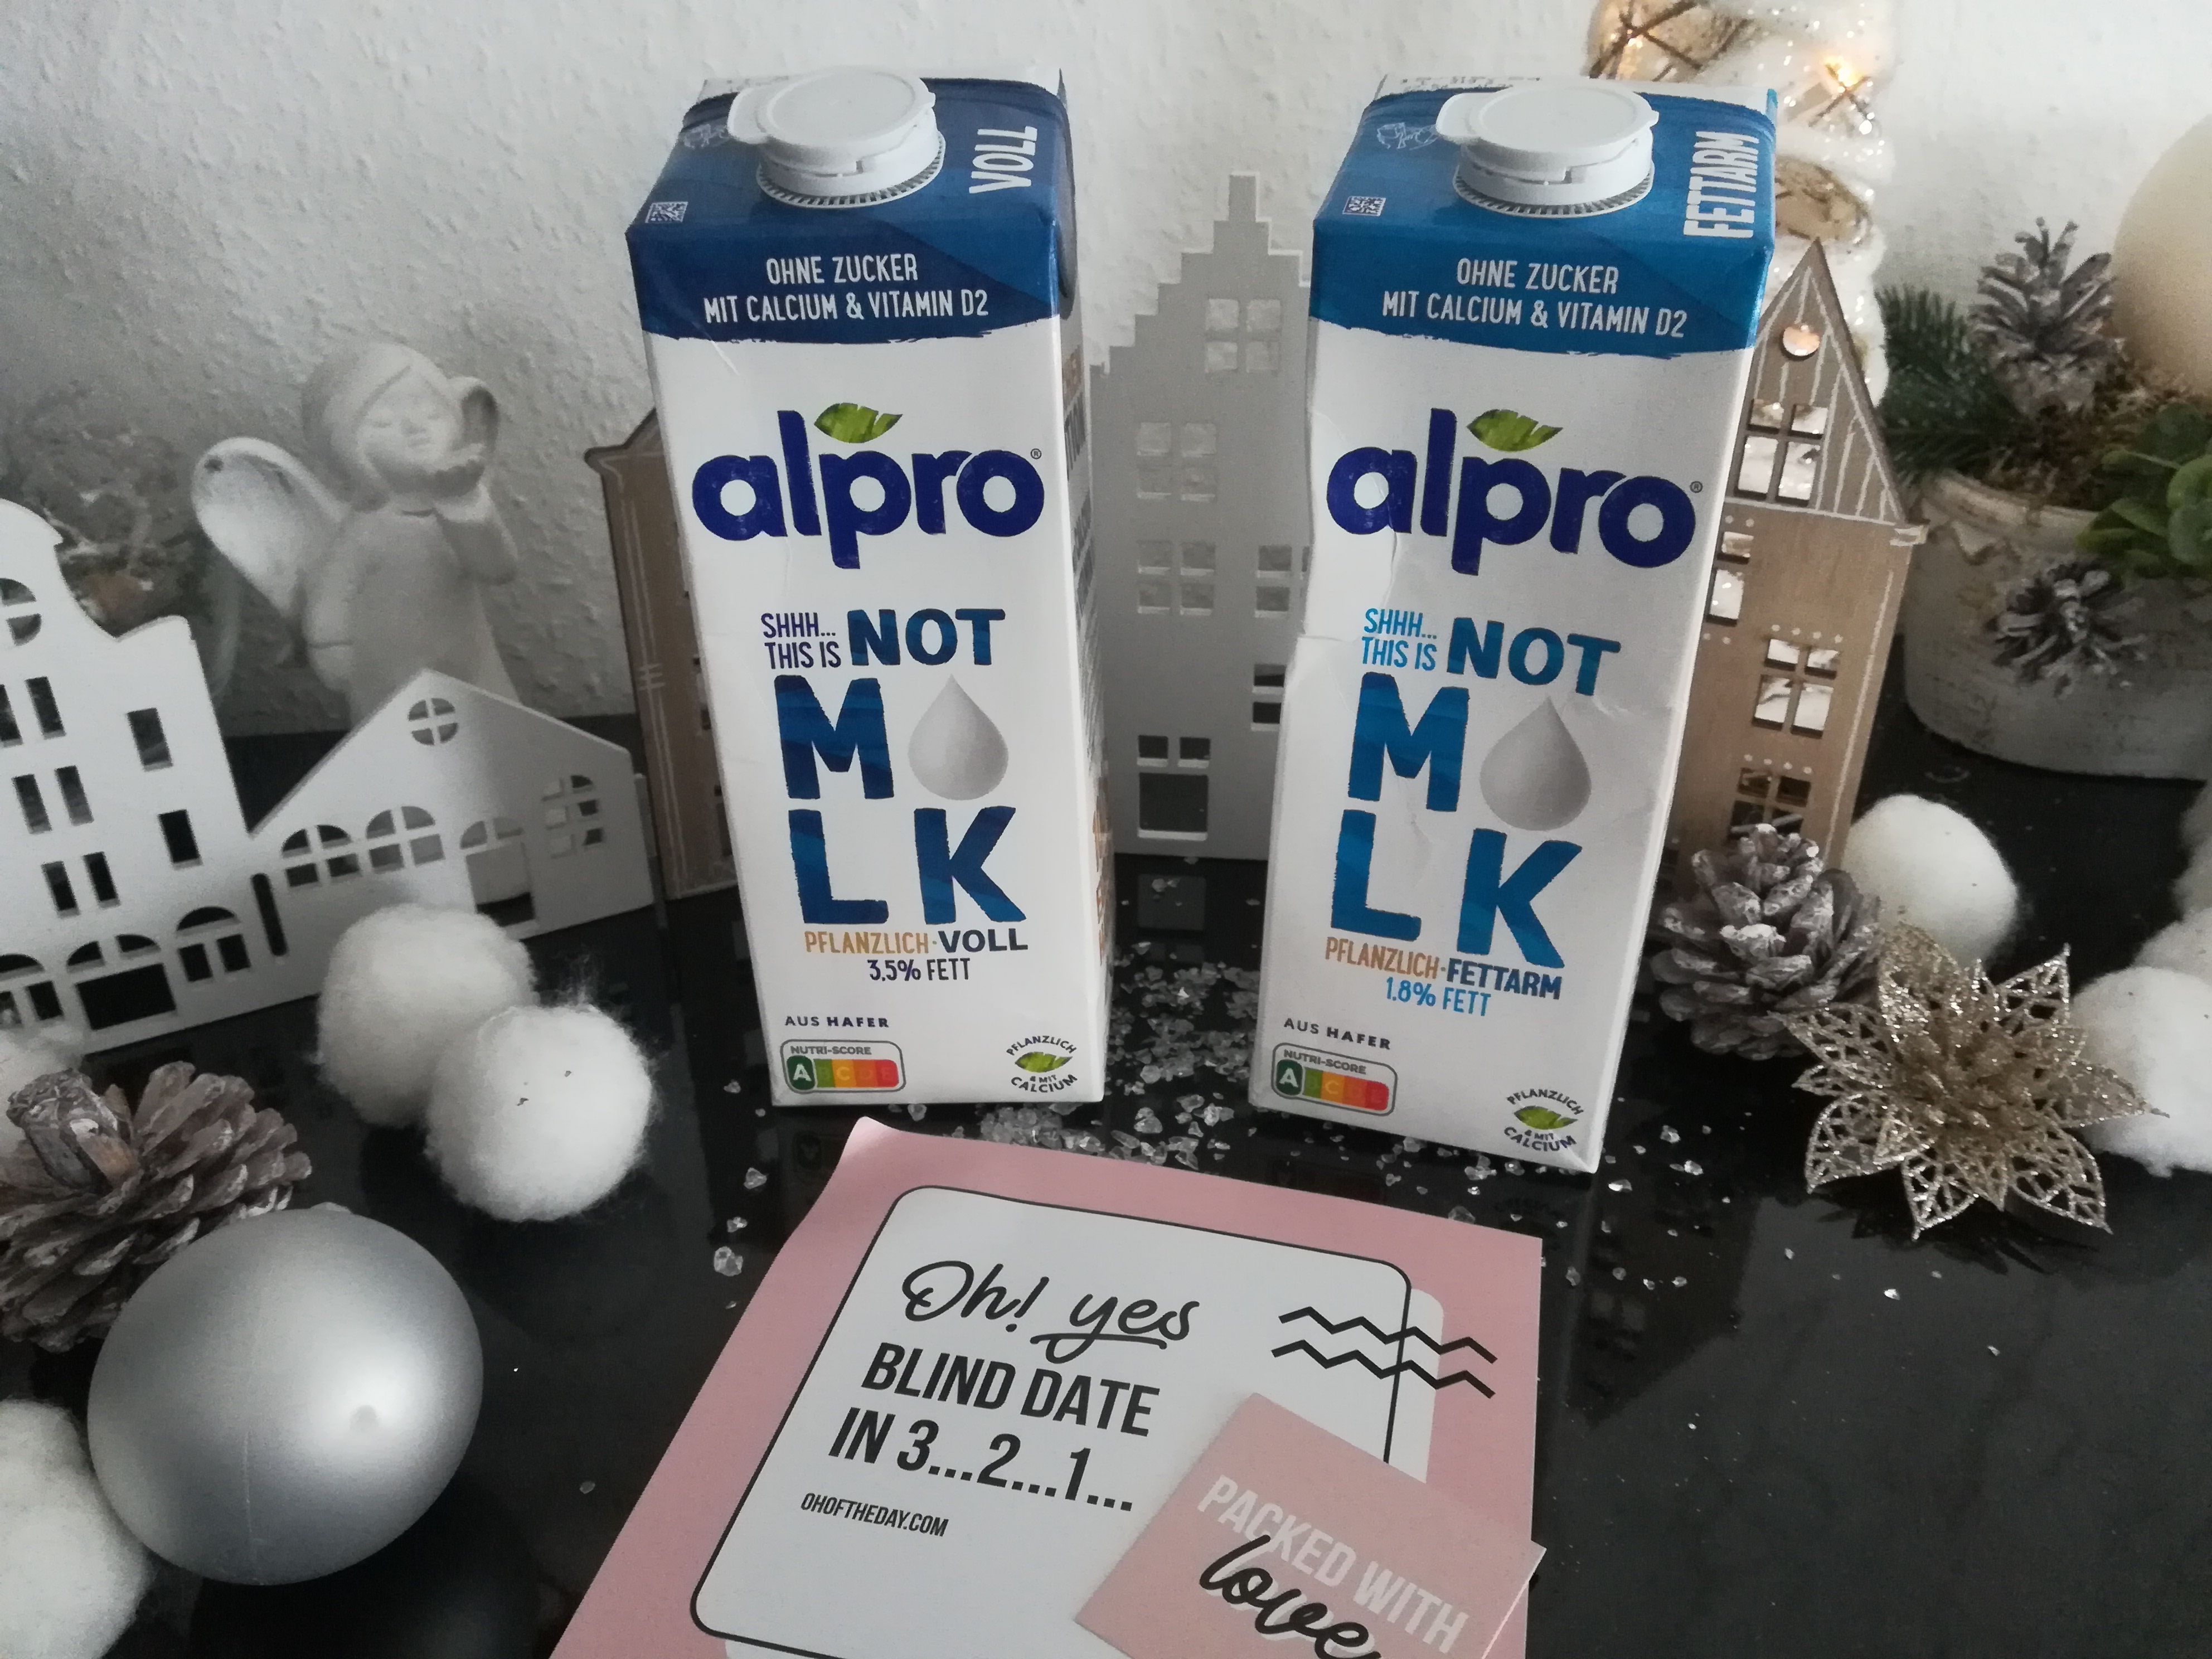 VOLL
OHNE ZUCKER
MIT CALCIUM & VITAMIN D2
alpro®
SHHH...
THIS IS NOT
M LK
PFLANZLICH·VOLL
3.5% FETT
AUS HAFER
NUTRI-SCORE
A B C D E
PFLANZLICH
& MIT
CALCIUM
FETTARM
OHNE ZUCKER
MIT CALCIUM & VITAMIN D2
alpro®
SHHH...
THIS IS NOT
M LK
PFLANZLICH·FETTARM
1.8% FETT
AUS HAFER
NUTRI-SCORE
A B C D E
PFLANZLICH
& MIT
CALCIUM
Oh! yes
BLIND DATE
IN 3...2...1...
OHOFTHEDAY.COM
PACKED WITH
love